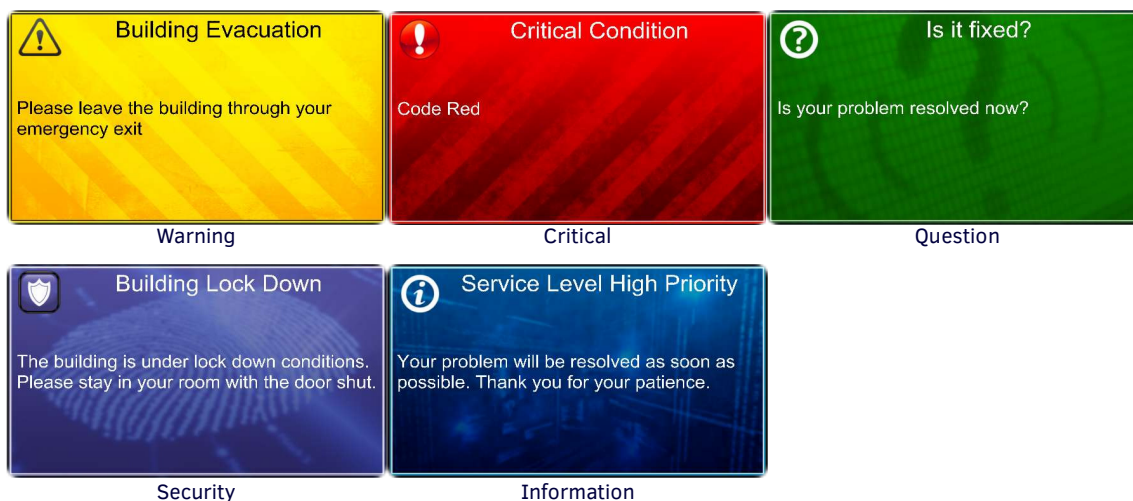 Building Evacuation
Please leave the building through your
emergency exit
Warning
Critical Condition
Code Red
Critical
Is it fixed?
Is your problem resolved now?
Question
Building Lock Down
The building is under lock down conditions.
Please stay in your room with the door shut.
Security
Service Level High Priority
Your problem will be resolved as soon as
possible. Thank you for your patience.
Information